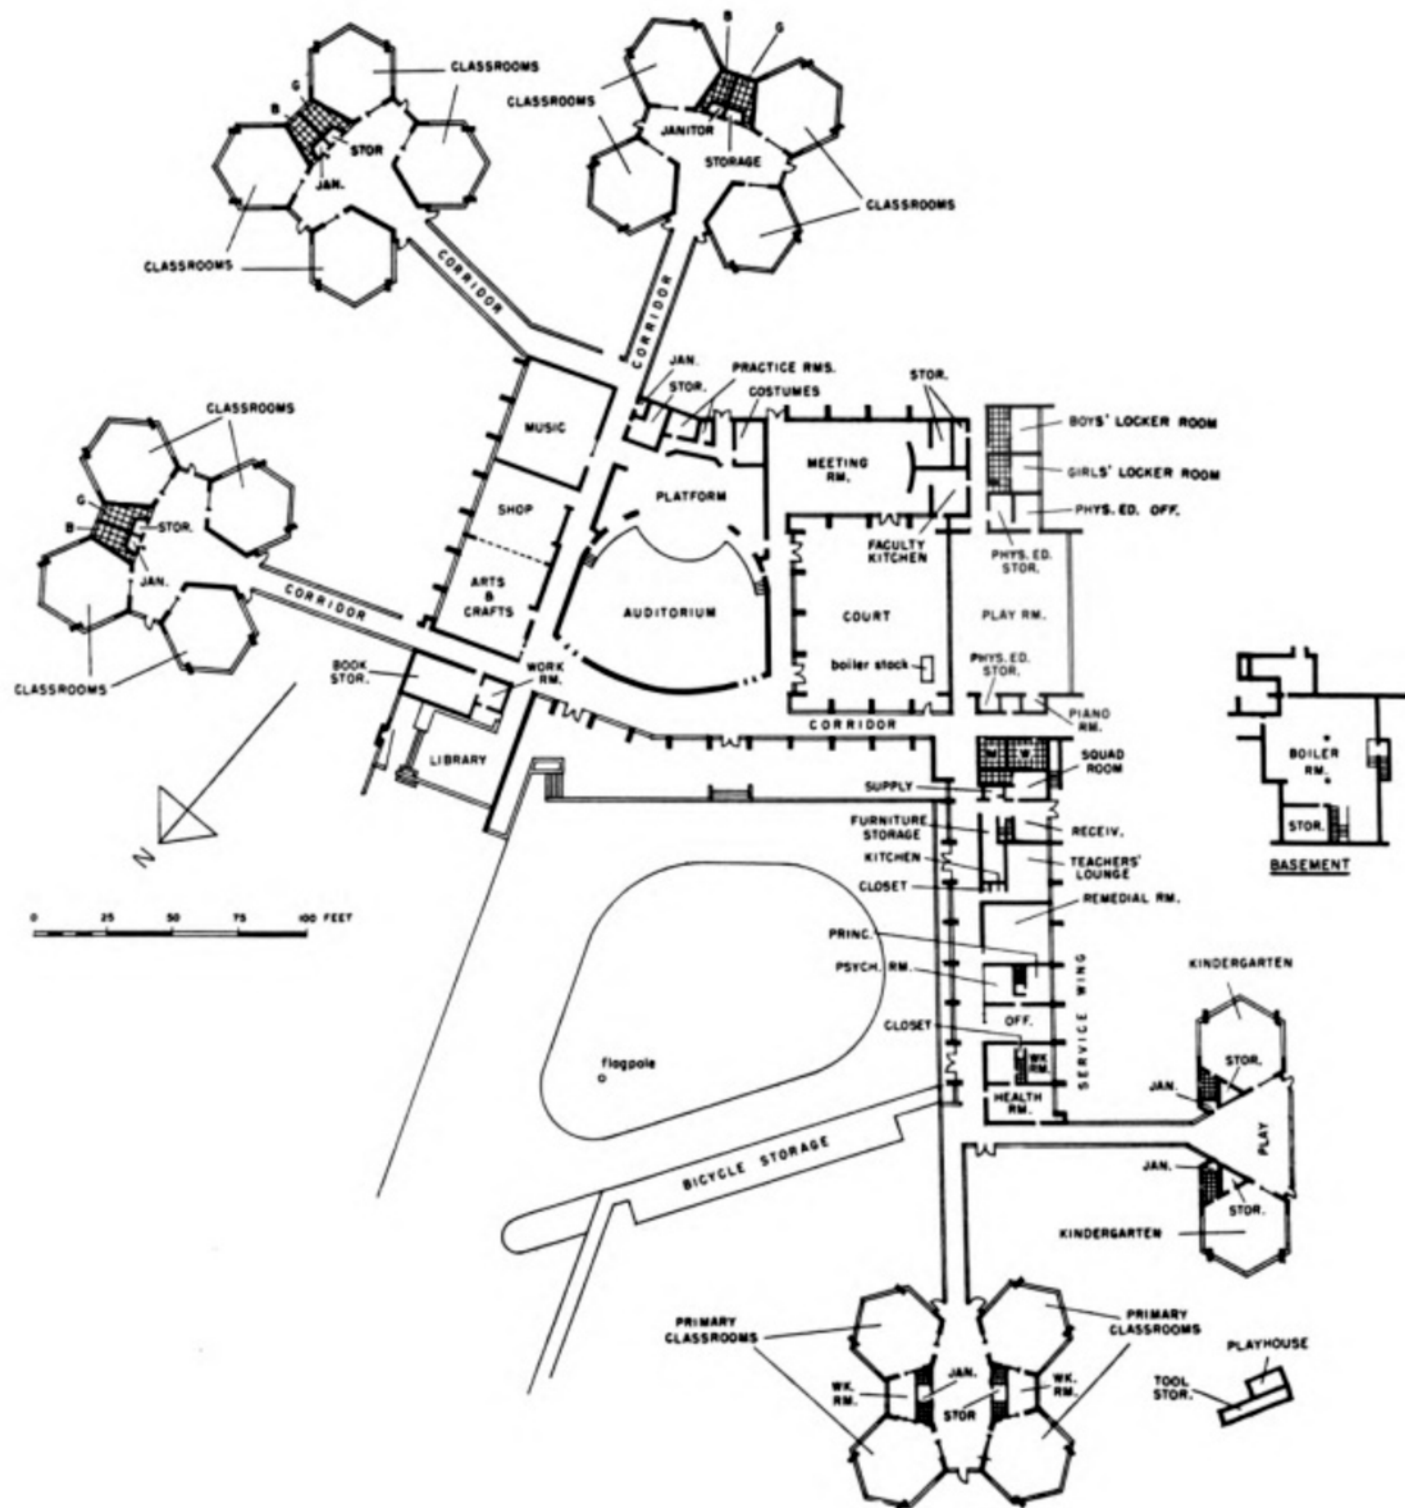 B
G
CLASSROOMS
G
B
CLASSROOMS
JANITOR
STORAGE
STOR
JAN.
CLASSROOMS
CLASSROOMS
CORRIDOR
CORRIDOR
JAN.
STOR.
PRACTICE RMS.
COSTUMES
STOR.
CLASSROOMS
BOYS' LOCKER ROOM
MUSIC
MEETING
RM.
GIRLS' LOCKER ROOM
G
B
STOR.
JAN.
SHOP
PLATFORM
PHYS. ED. OFF.
FACULTY
KITCHEN
PHYS. ED.
STOR.
CORRIDOR
ARTS
&
CRAFTS
AUDITORIUM
COURT
PLAY RM.
CLASSROOMS
BOOK
STOR.
WORK
RM.
boiler stack
PHYS. ED.
STOR.
PIANO
RM.
CORRIDOR
LIBRARY
M
W
SQUAD
ROOM
BOILER
RM.
SUPPLY
FURNITURE
STORAGE
RECEIV.
STOR.
KITCHEN
TEACHERS'
LOUNGE
BASEMENT
CLOSET
REMEDIAL RM.
N
0 25 50 75 100 FEET
PRINC.
PSYCH. RM.
SERVICE WING
KINDERGARTEN
OFF.
CLOSET
WK
RM.
HEALTH
RM.
flagpole
STOR.
JAN.
PLAY
BICYCLE STORAGE
JAN.
STOR.
KINDERGARTEN
PRIMARY
CLASSROOMS
PRIMARY
CLASSROOMS
PLAYHOUSE
WK.
RM.
JAN.
STOR
WK.
RM.
TOOL
STOR.